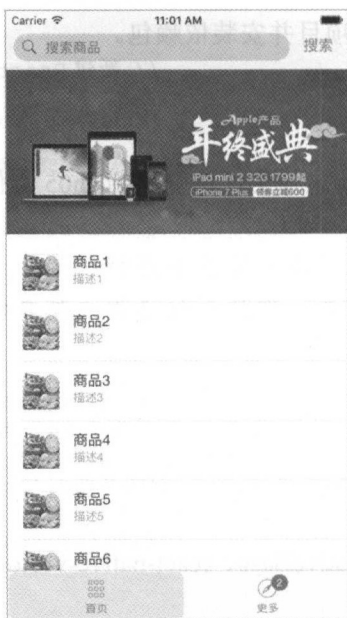 Carrier 11:01 AM
搜索商品 搜索
Apple产品
年终盛典
iPad mini 2 32G 1799起
iPhone 7 Plus 领券立减600
商品1
描述1
商品2
描述2
商品3
描述3
商品4
描述4
商品5
描述5
商品6
2
首页 更多